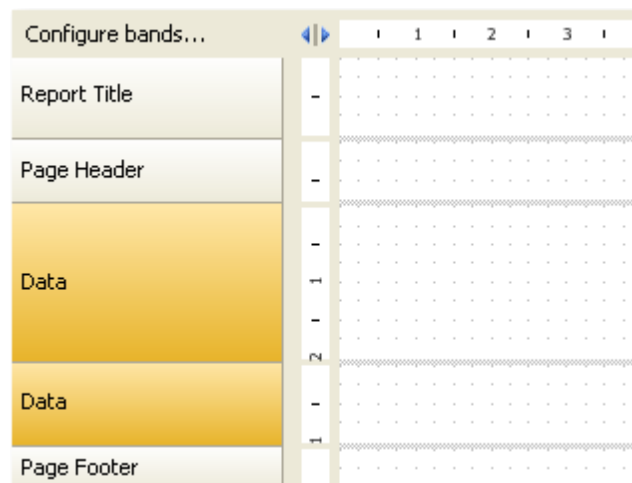 Configure bands...
1 2 3
Report Title
Page Header
Data
1
2
Data
1
Page Footer